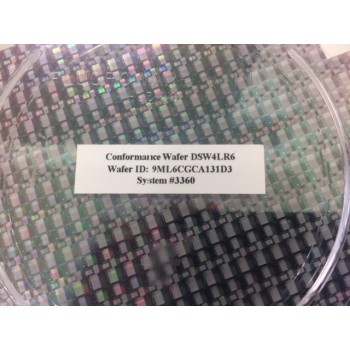 Conformance Wafer DSW4LR6
Wafer ID: 9ML6CGCA131D3
System #3360